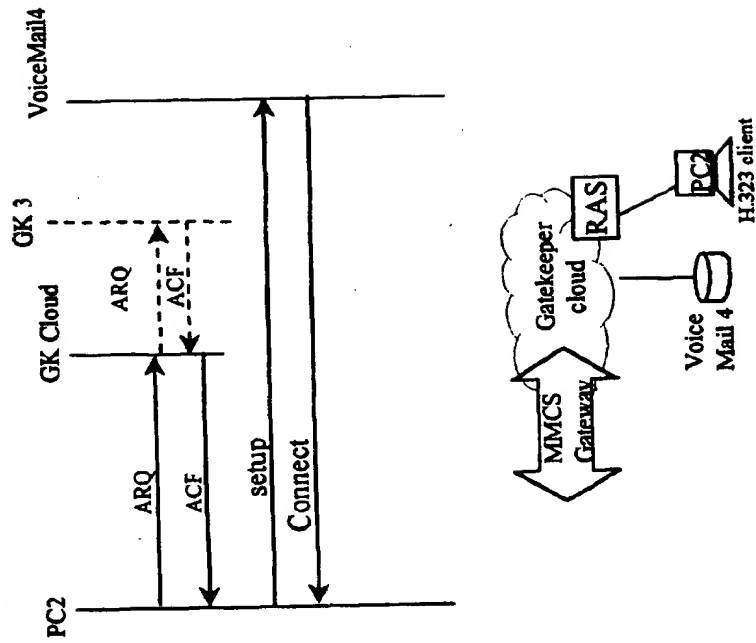 PC2
GK Cloud
GK 3
VoiceMail4
ARQ
ARQ
ACF
ACF
setup
Connect
MMCS
Gateway
Gatekeeper
cloud
RAS
Voice
Mail 4
PC2
H.323 client